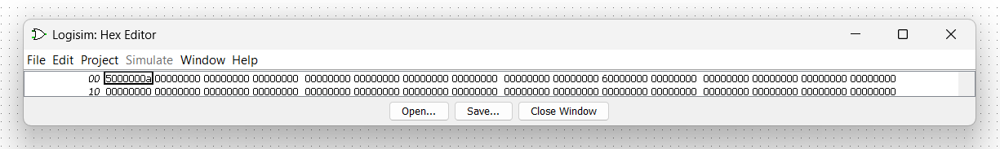 Logisim: Hex Editor
File Edit Project Simulate Window Help
00 5000000a 00000000 00000000 00000000 00000000 00000000 00000000 00000000 00000000 00000000 60000000 00000000 00000000 00000000 00000000 00000000
10 00000000 00000000 00000000 00000000 00000000 00000000 00000000 00000000 00000000 00000000 00000000 00000000 00000000 00000000 00000000 00000000
Open... Save... Close Window